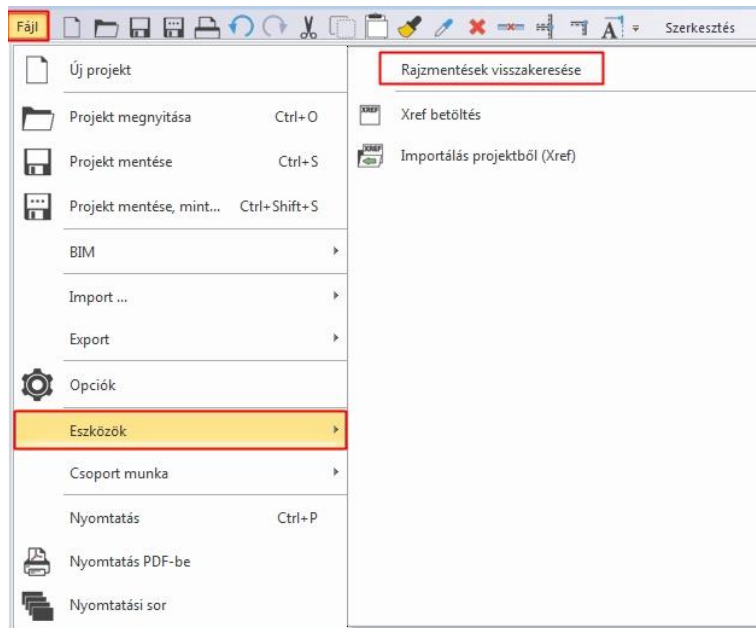 Fájl
A
Szerkesztés
Új projekt
Projekt megnyitása Ctrl+O
Projekt mentése Ctrl+S
Projekt mentése, mint... Ctrl+Shift+S
BIM
Import ...
Export
Opciók
Eszközök
Csoport munka
Nyomtatás Ctrl+P
Nyomtatás PDF-be
Nyomtatási sor
Rajzmentések visszakeresése
XREF
Xref betöltés
XREF
Importálás projektből (Xref)